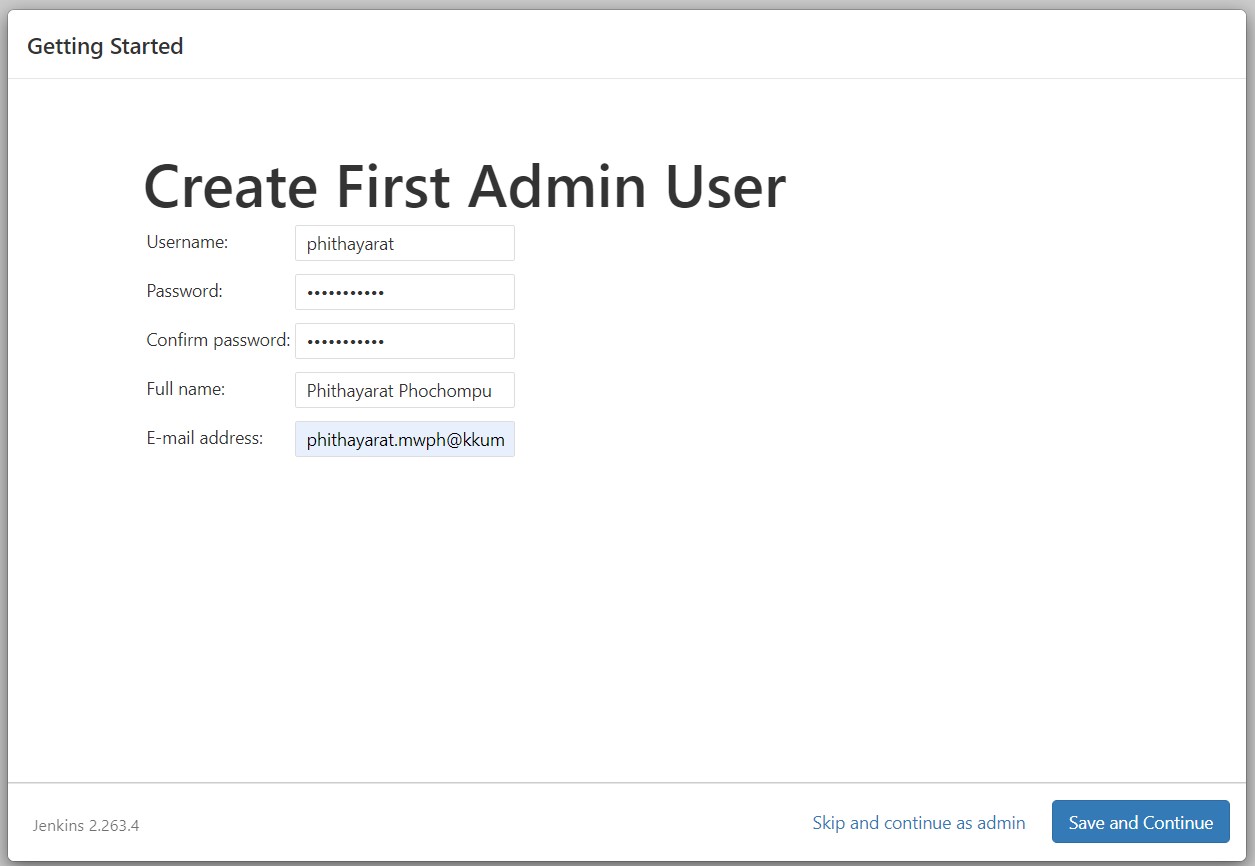 Getting Started
Create First Admin User
Username: phithayarat
Password: •••••••••••
Confirm password: •••••••••••
Full name: Phithayarat Phochompu
E-mail address: phithayarat.mwph@kkum
Jenkins 2.263.4 Skip and continue as admin Save and Continue